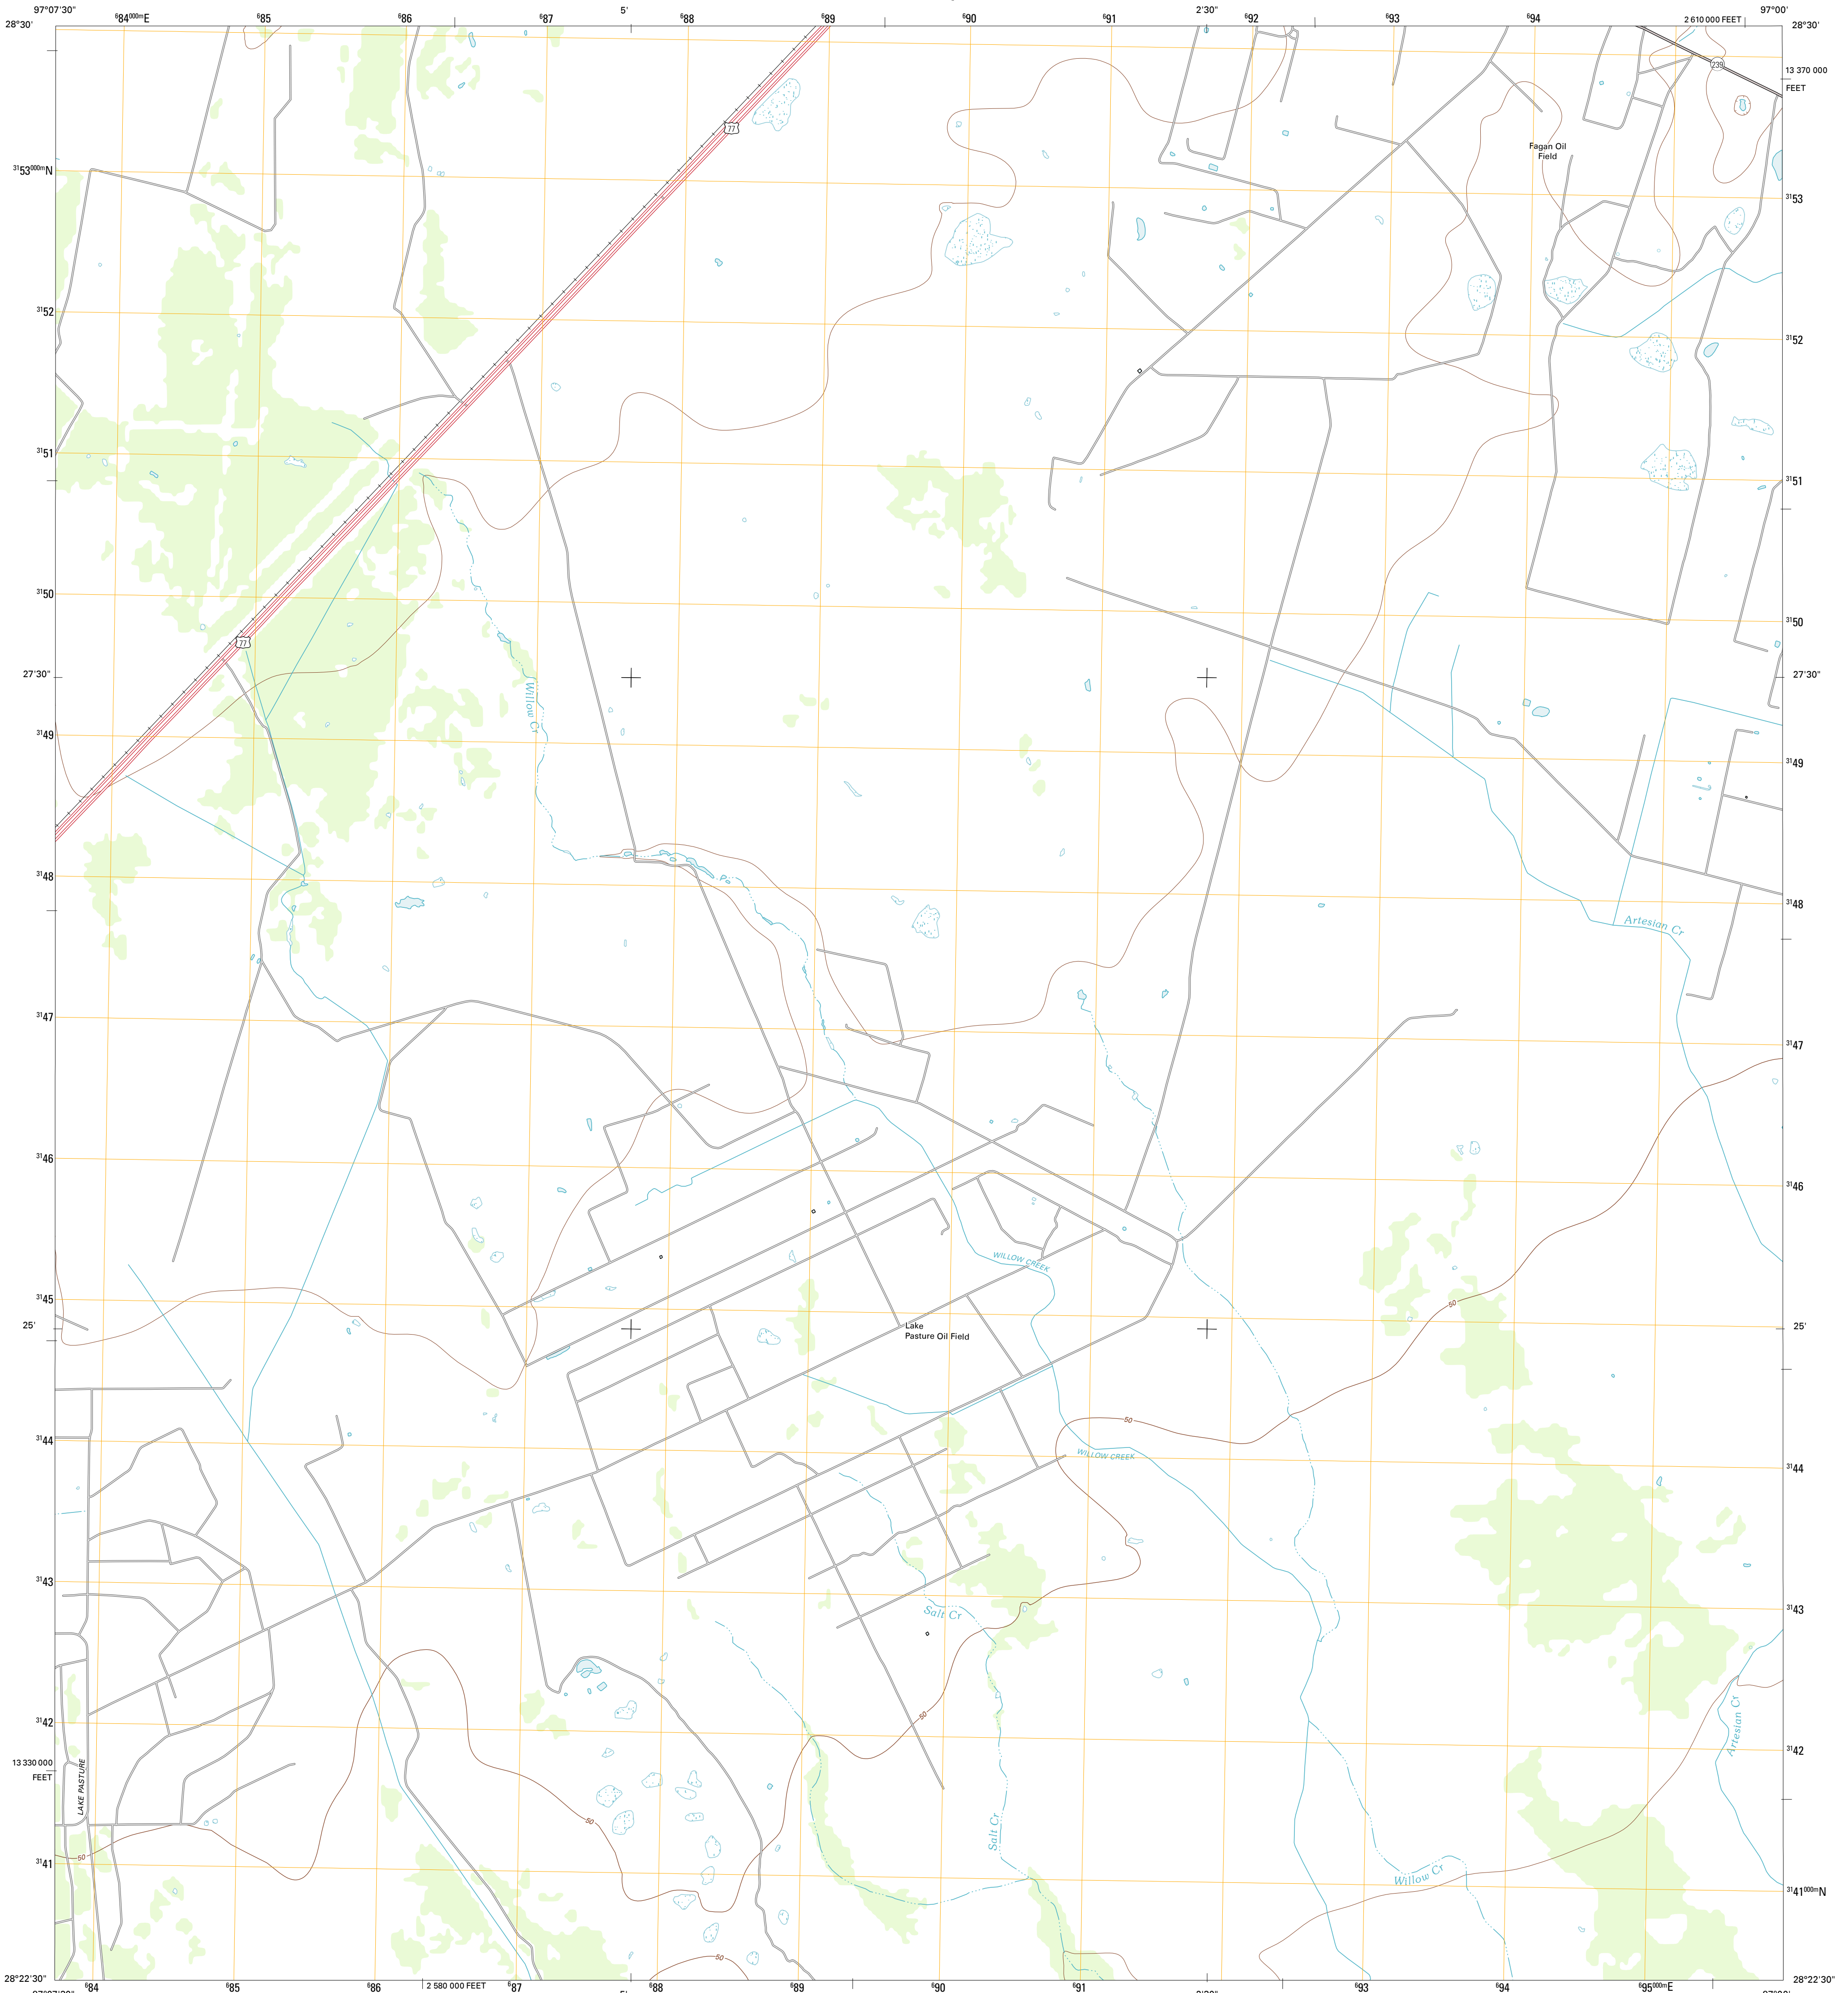 97°07'30"
⁶84⁰⁰⁰ᵐE
⁶85
⁶86
⁶87
5'
⁶88
⁶89
⁶90
⁶91
2'30"
⁶92
⁶93
⁶94
2 610 000 FEET
97°00'
28°30'
28°30'
239
13 370 000
FEET
77
Fagan Oil
Field
³¹53⁰⁰⁰ᵐN
³¹53
³¹52
³¹52
³¹51
³¹51
³¹50
³¹50
77
27'30"
27'30"
Willow Cr
³¹49
³¹49
³¹48
³¹48
Artesian Cr
³¹47
³¹47
³¹46
³¹46
WILLOW CREEK
³¹45
50
25'
25'
Lake
Pasture Oil Field
50
³¹44
WILLOW CREEK
³¹44
³¹43
³¹43
Salt Cr
50
³¹42
Artesian Cr
³¹42
13 330 000
FEET
LAKE PASTURE
50
Salt Cr
50
³¹41
Willow Cr
³¹41⁰⁰⁰ᵐN
50
28°22'30"
28°22'30"
⁶84
⁶85
⁶86
2 580 000 FEET
⁶87
⁶88
⁶89
⁶90
⁶91
⁶93
⁶94
⁶95⁰⁰⁰ᵐE